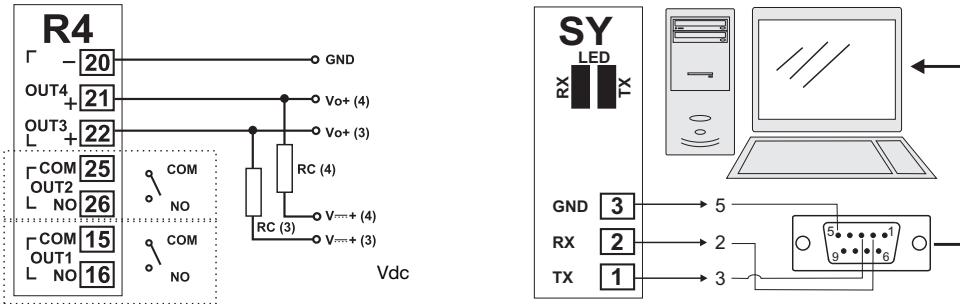 R4
− 20 GND
OUT4
+ 21 Vo+ (4)
OUT3
+ 22 Vo+ (3)
COM 25 COM
OUT2
NO 26 NO
RC (4)
RC (3)
V⎓+ (4)
V⎓+ (3)
COM 15 COM
OUT1
NO 16 NO
Vdc
SY
LED
RX TX
GND 3 5
RX 2 2
TX 1 3
5 1
9 6